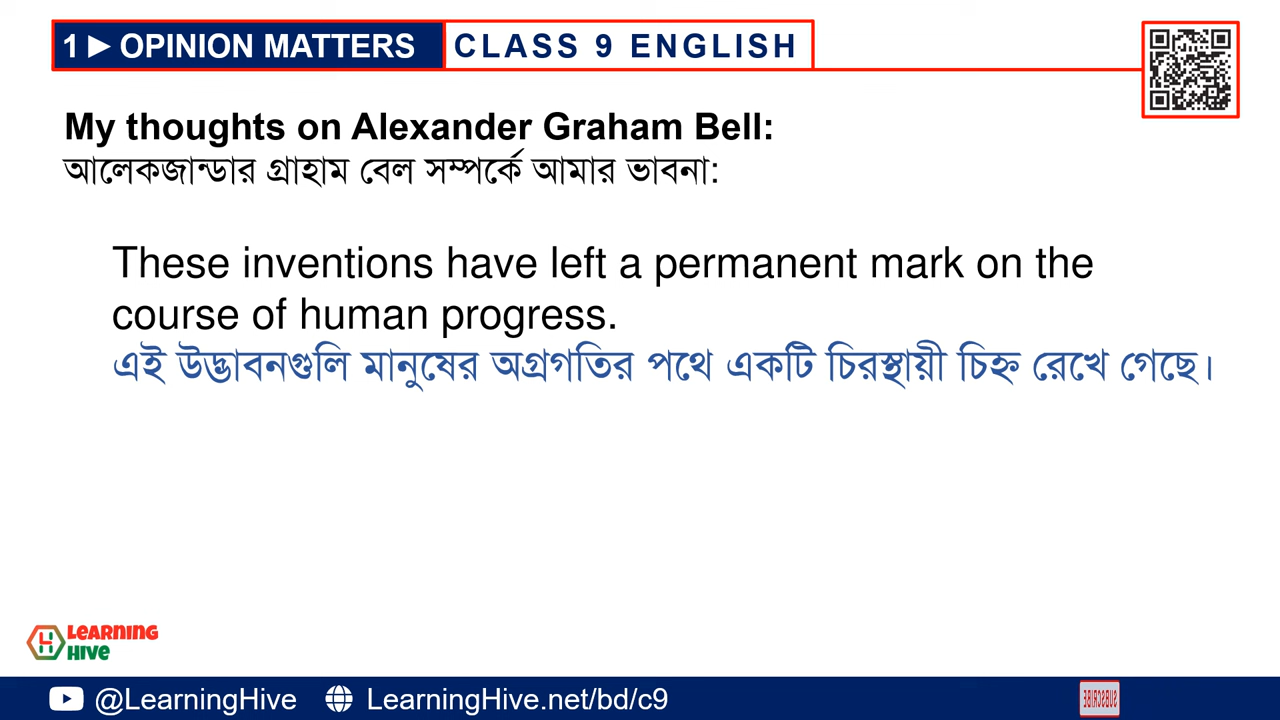 1►OPINION MATTERS CLASS 9 ENGLISH
My thoughts on Alexander Graham Bell:
আলেকজান্ডার গ্রাহাম বেল সম্পর্কে আমার ভাবনা:
These inventions have left a permanent mark on the
course of human progress.
এই উদ্ভাবনগুলি মানুষের অগ্রগতির পথে একটি চিরস্থায়ী চিহ্ন রেখে গেছে।
Learning
Hive
@LearningHive LearningHive.net/bd/c9 SUBSCRIBE